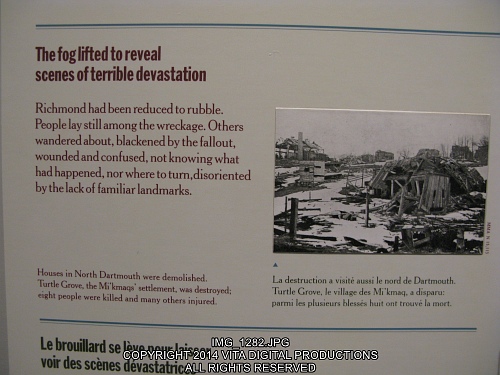 The fog lifted to reveal
scenes of terrible devastation
Richmond had been reduced to rubble.
People lay still among the wreckage. Others
wandered about, blackened by the fallout,
wounded and confused, not knowing what
had happened, nor where to turn, disoriented
by the lack of familiar landmarks.
Houses in North Dartmouth were demolished.
Turtle Grove, the Mi'kmaqs' settlement, was destroyed;
eight people were killed and many others injured.
La destruction a visité aussi le nord de Dartmouth.
Turtle Grove, le village des Mi'kmaq, a disparu:
parmi les plusieurs blessés huit ont trouvé la mort.
Le brouillard se lève pour laisser
voir des scènes dévastatrices
IMG_1282.JPG
COPYRIGHT 2014 VITA DIGITAL PRODUCTIONS
ALL RIGHTS RESERVED